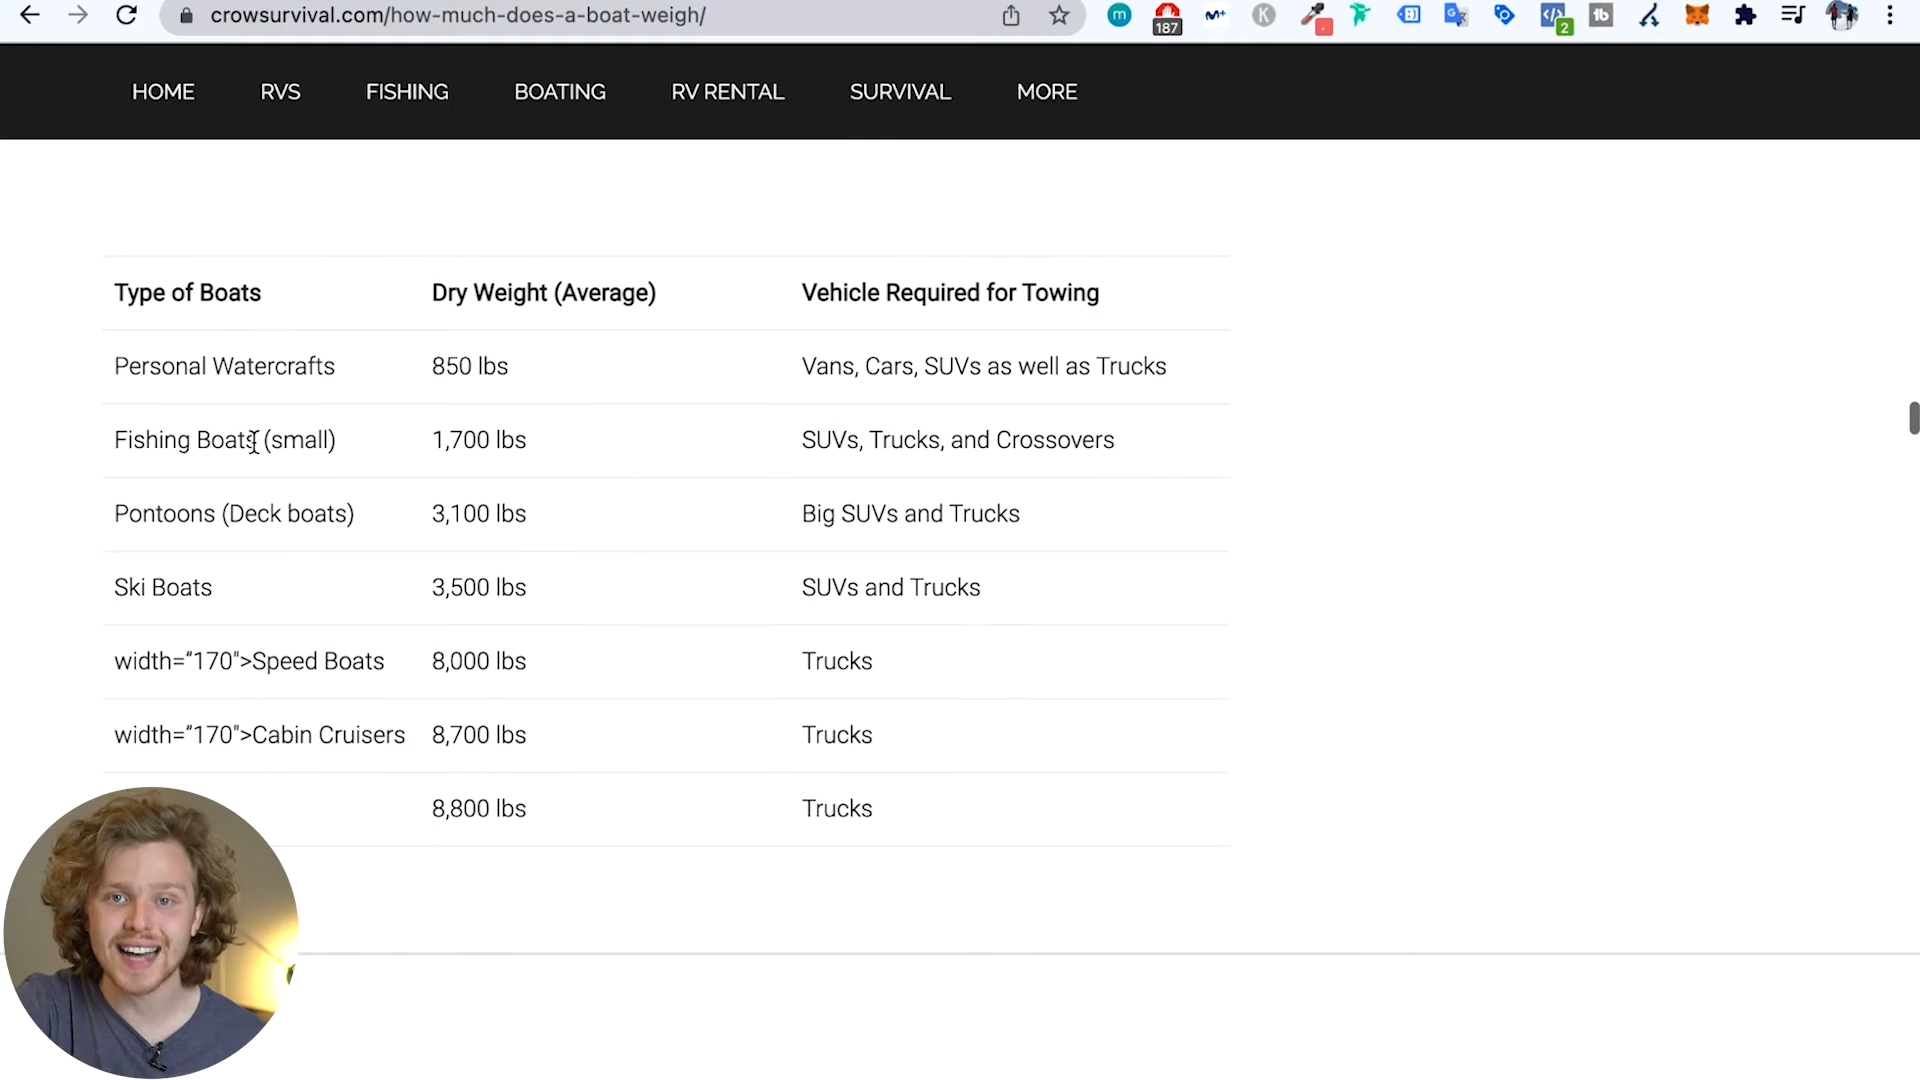 crowsurvival.com/how-much-does-a-boat-weigh/
m
187
K
2
tb
HOME RVS FISHING BOATING RV RENTAL SURVIVAL MORE
Type of Boats Dry Weight (Average) Vehicle Required for Towing
Personal Watercrafts 850 lbs Vans, Cars, SUVs as well as Trucks
Fishing Boats (small) 1,700 lbs SUVs, Trucks, and Crossovers
Pontoons (Deck boats) 3,100 lbs Big SUVs and Trucks
Ski Boats 3,500 lbs SUVs and Trucks
width=”170″>Speed Boats 8,000 lbs Trucks
width=”170″>Cabin Cruisers 8,700 lbs Trucks
8,800 lbs Trucks